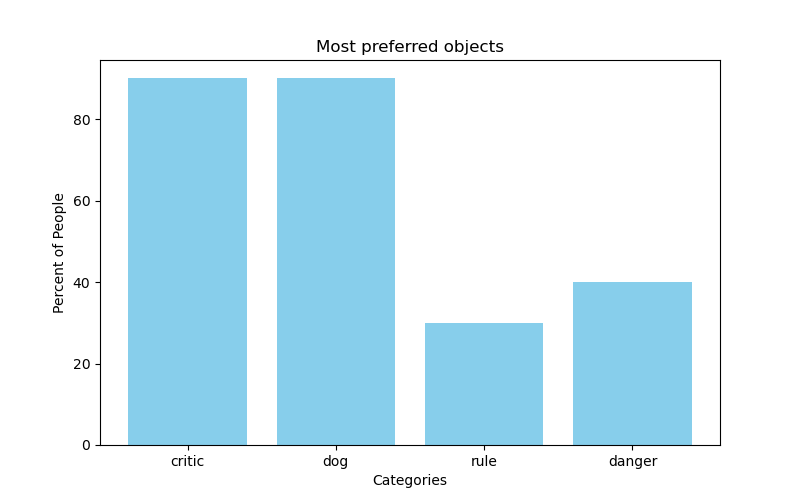 Most preferred objects
Percent of People
80
60
40
20
0
critic dog rule danger
Categories